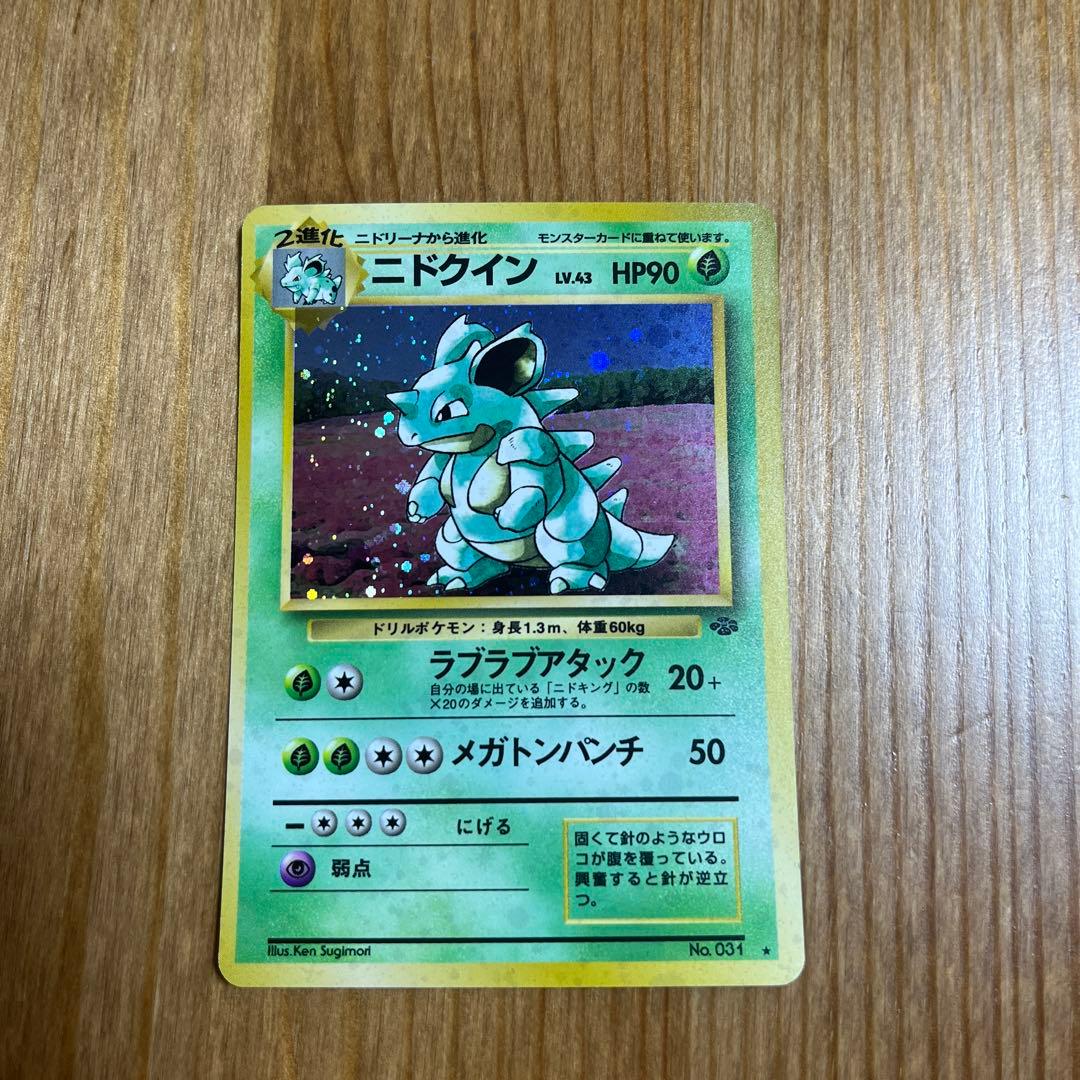 2進化 ニドリーナから進化 モンスターカードに重ねて使います。
ニドクイン LV.43 HP90
ドリルポケモン：身長1.3m、体重60kg
ラブラブアタック 20+
自分の場に出ている「ニドキング」の数
×20のダメージを追加する。
メガトンパンチ 50
にげる
弱点
固くて針のようなウロ
コが腹を覆っている。
興奮すると針が逆立
つ。
Illus.Ken Sugimori No. 031